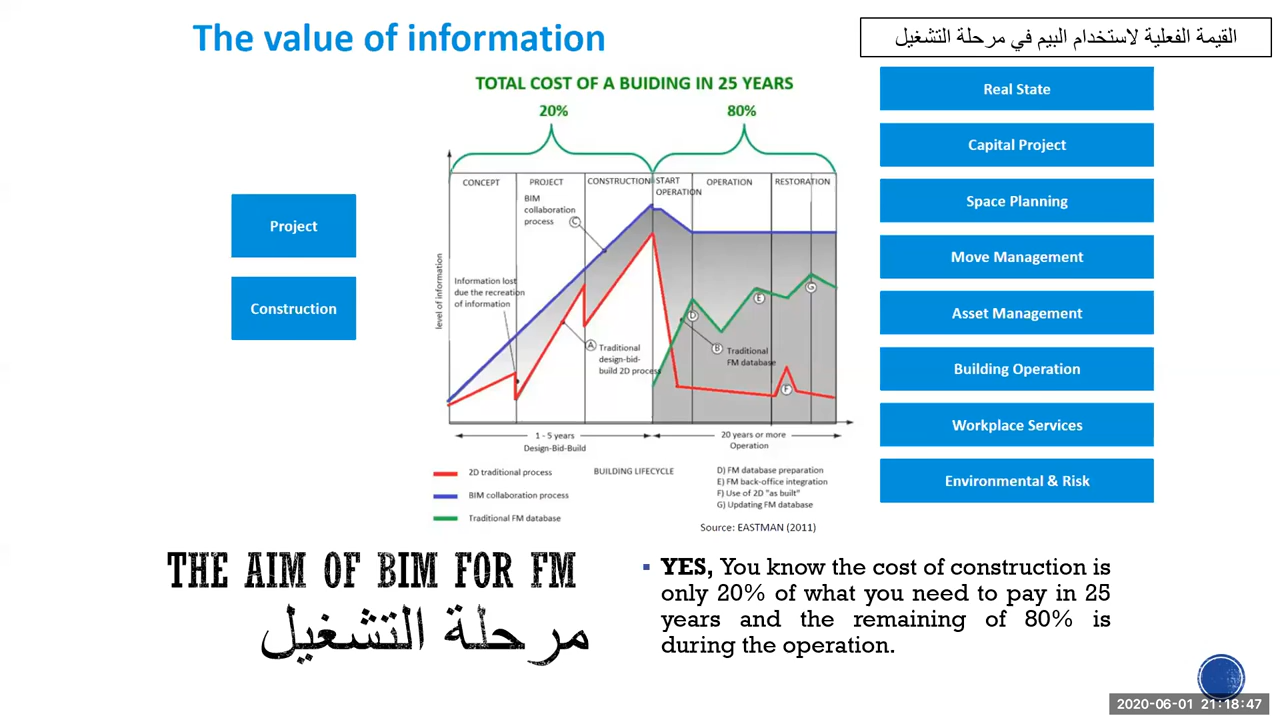 The value of information
القيمة الفعلية لاستخدام البيم في مرحلة التشغيل
TOTAL COST OF A BUIDING IN 25 YEARS
20%
80%
CONCEPT
PROJECT
CONSTRUCTION
START
OPERATION
OPERATION
RESTORATION
BIM
collaboration
process
C
level of information
Information lost
due the recreation
of information
A
Traditional
design-bid-
build 2D process
D
B
Traditional
FM database
E
F
G
1 - 5 years
Design-Bid-Build
20 years or more
Operation
2D traditional process
BIM collaboration process
Traditional FM database
BUILDING LIFECYCLE
D) FM database preparation
E) FM back-office integration
F) Use of 2D "as built"
G) Updating FM database
Source: EASTMAN (2011)
Project
Construction
Real State
Capital Project
Space Planning
Move Management
Asset Management
Building Operation
Workplace Services
Environmental & Risk
THE AIM OF BIM FOR FM
مرحلة التشغيل
YES, You know the cost of construction is
only 20% of what you need to pay in 25
years and the remaining of 80% is
during the operation.
2020-06-01 21:18:47